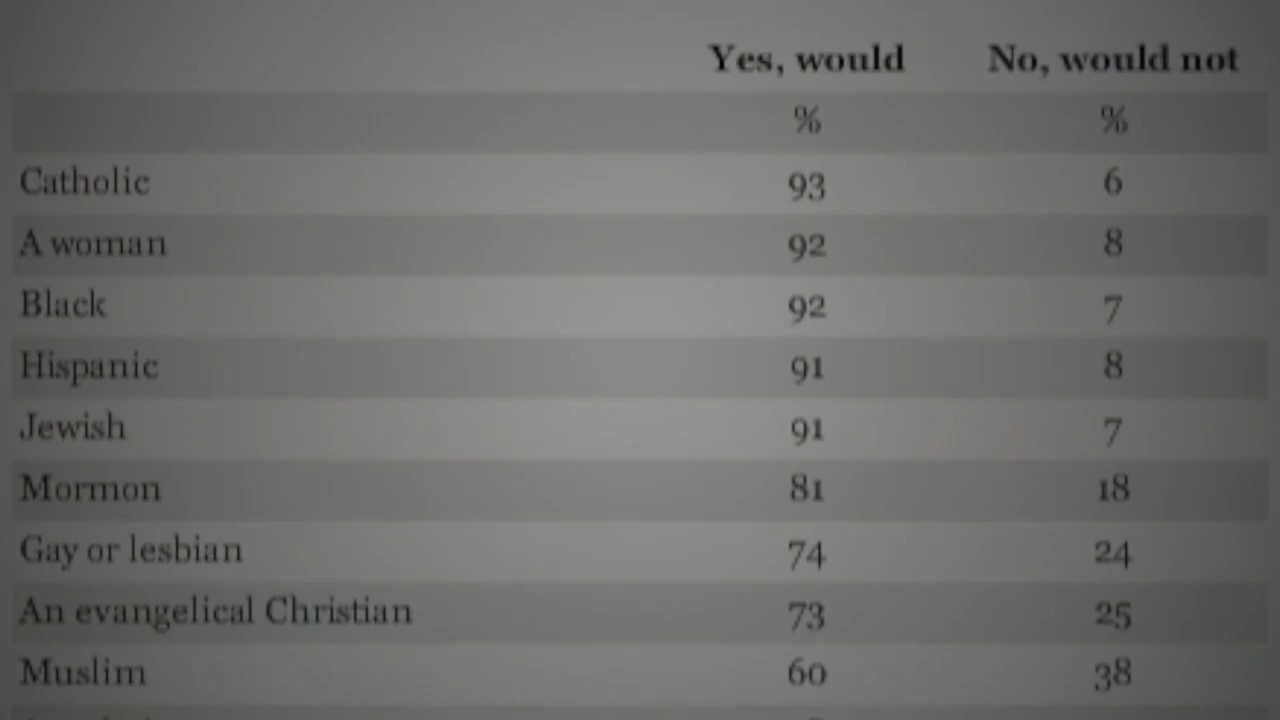 Yes, would No, would not
% %
Catholic 93 6
A woman 92 8
Black 92 7
Hispanic 91 8
Jewish 91 7
Mormon 81 18
Gay or lesbian 74 24
An evangelical Christian 73 25
Muslim 60 38